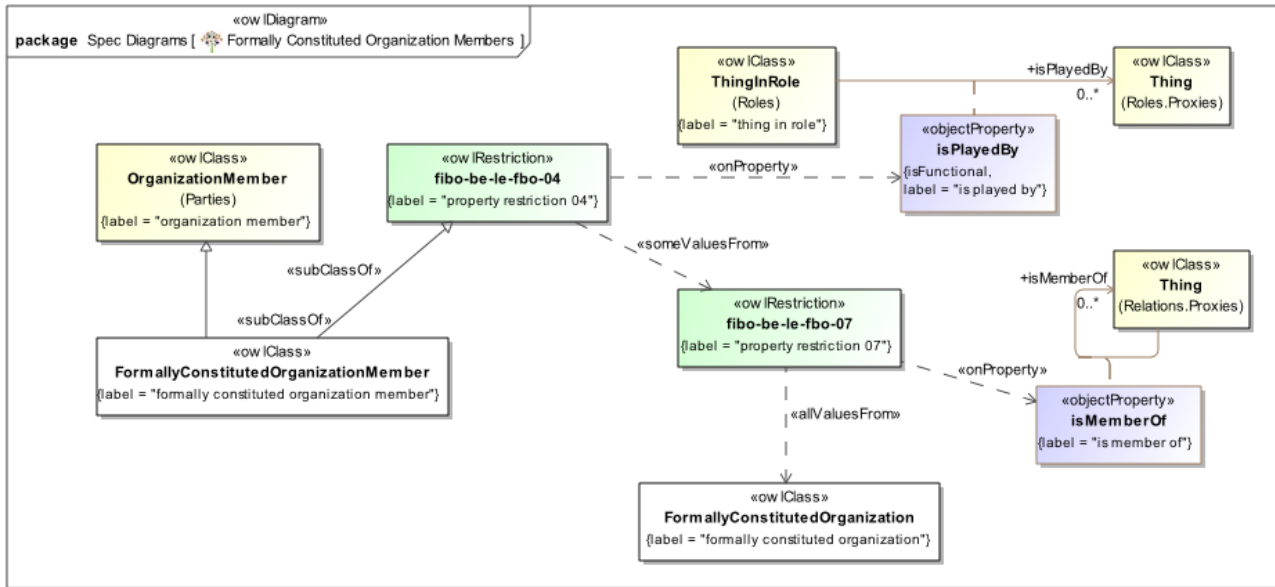 «owlDiagram»
package Spec Diagrams [ Formally Constituted Organization Members ]
«owlClass»
ThingInRole
(Roles)
{label = "thing in role"}
+isPlayedBy
0..*
«owlClass»
Thing
(Roles.Proxies)
«objectProperty»
isPlayedBy
{isFunctional,
label = "is played by"}
«owlClass»
OrganizationMember
(Parties)
{label = "organization member"}
«owlRestriction»
fibo-be-le-fbo-04
{label = "property restriction 04"}
«onProperty»
«someValuesFrom»
«subClassOf»
«subClassOf»
«owlClass»
FormallyConstitutedOrganizationMember
{label = "formally constituted organization member"}
«owlRestriction»
fibo-be-le-fbo-07
{label = "property restriction 07"}
+isMemberOf
0..*
«owlClass»
Thing
(Relations.Proxies)
«onProperty»
«objectProperty»
isMemberOf
{label = "is member of"}
«allValuesFrom»
«owlClass»
FormallyConstitutedOrganization
{label = "formally constituted organization"}